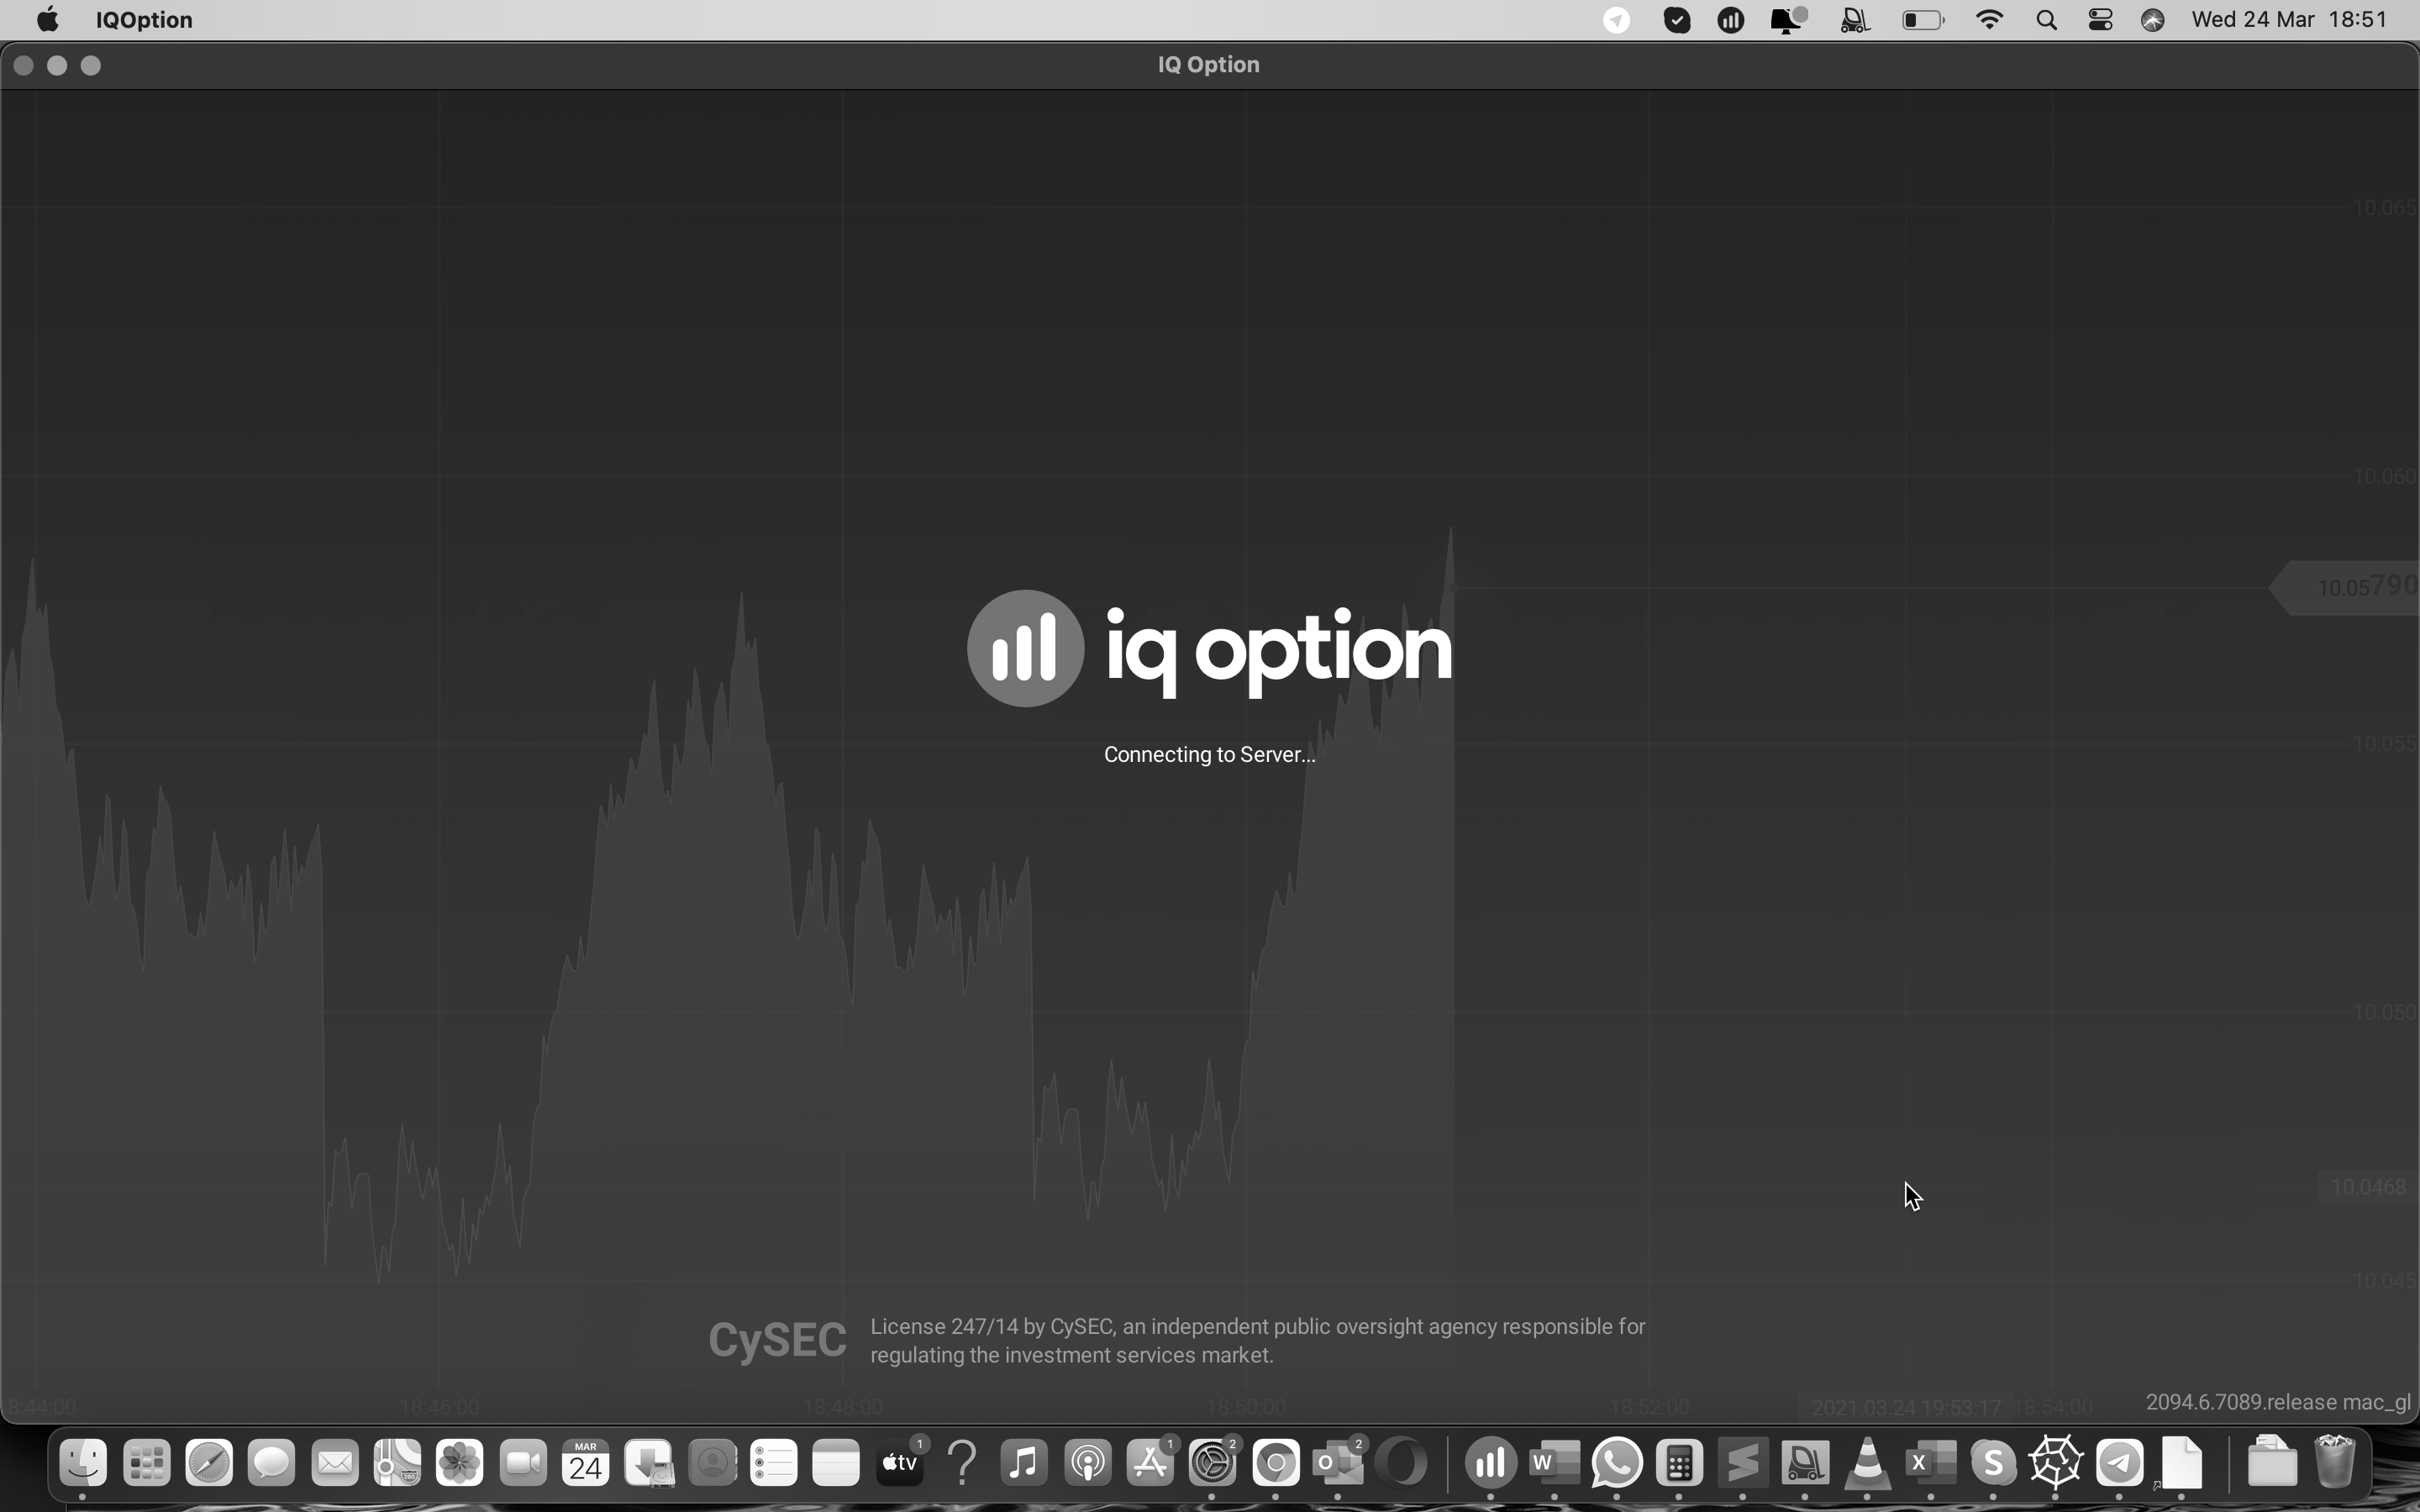 IQOption
Wed 24 Mar 18:51
IQ Option
10.065
10.060
10.05790
iq option
10.055
Connecting to Server...
10.050
10.0468
10.045
CySEC
License 247/14 by CySEC, an independent public oversight agency responsible for
regulating the investment services market.
8:44:00 18:46:00 18:48:00 18:50:00 18:52:00 2021.03.24 19:53:17 18:54:00
2094.6.7089.release mac_gl
MAR
24
280
tv
1
?
1
2
O
2
W
X
S